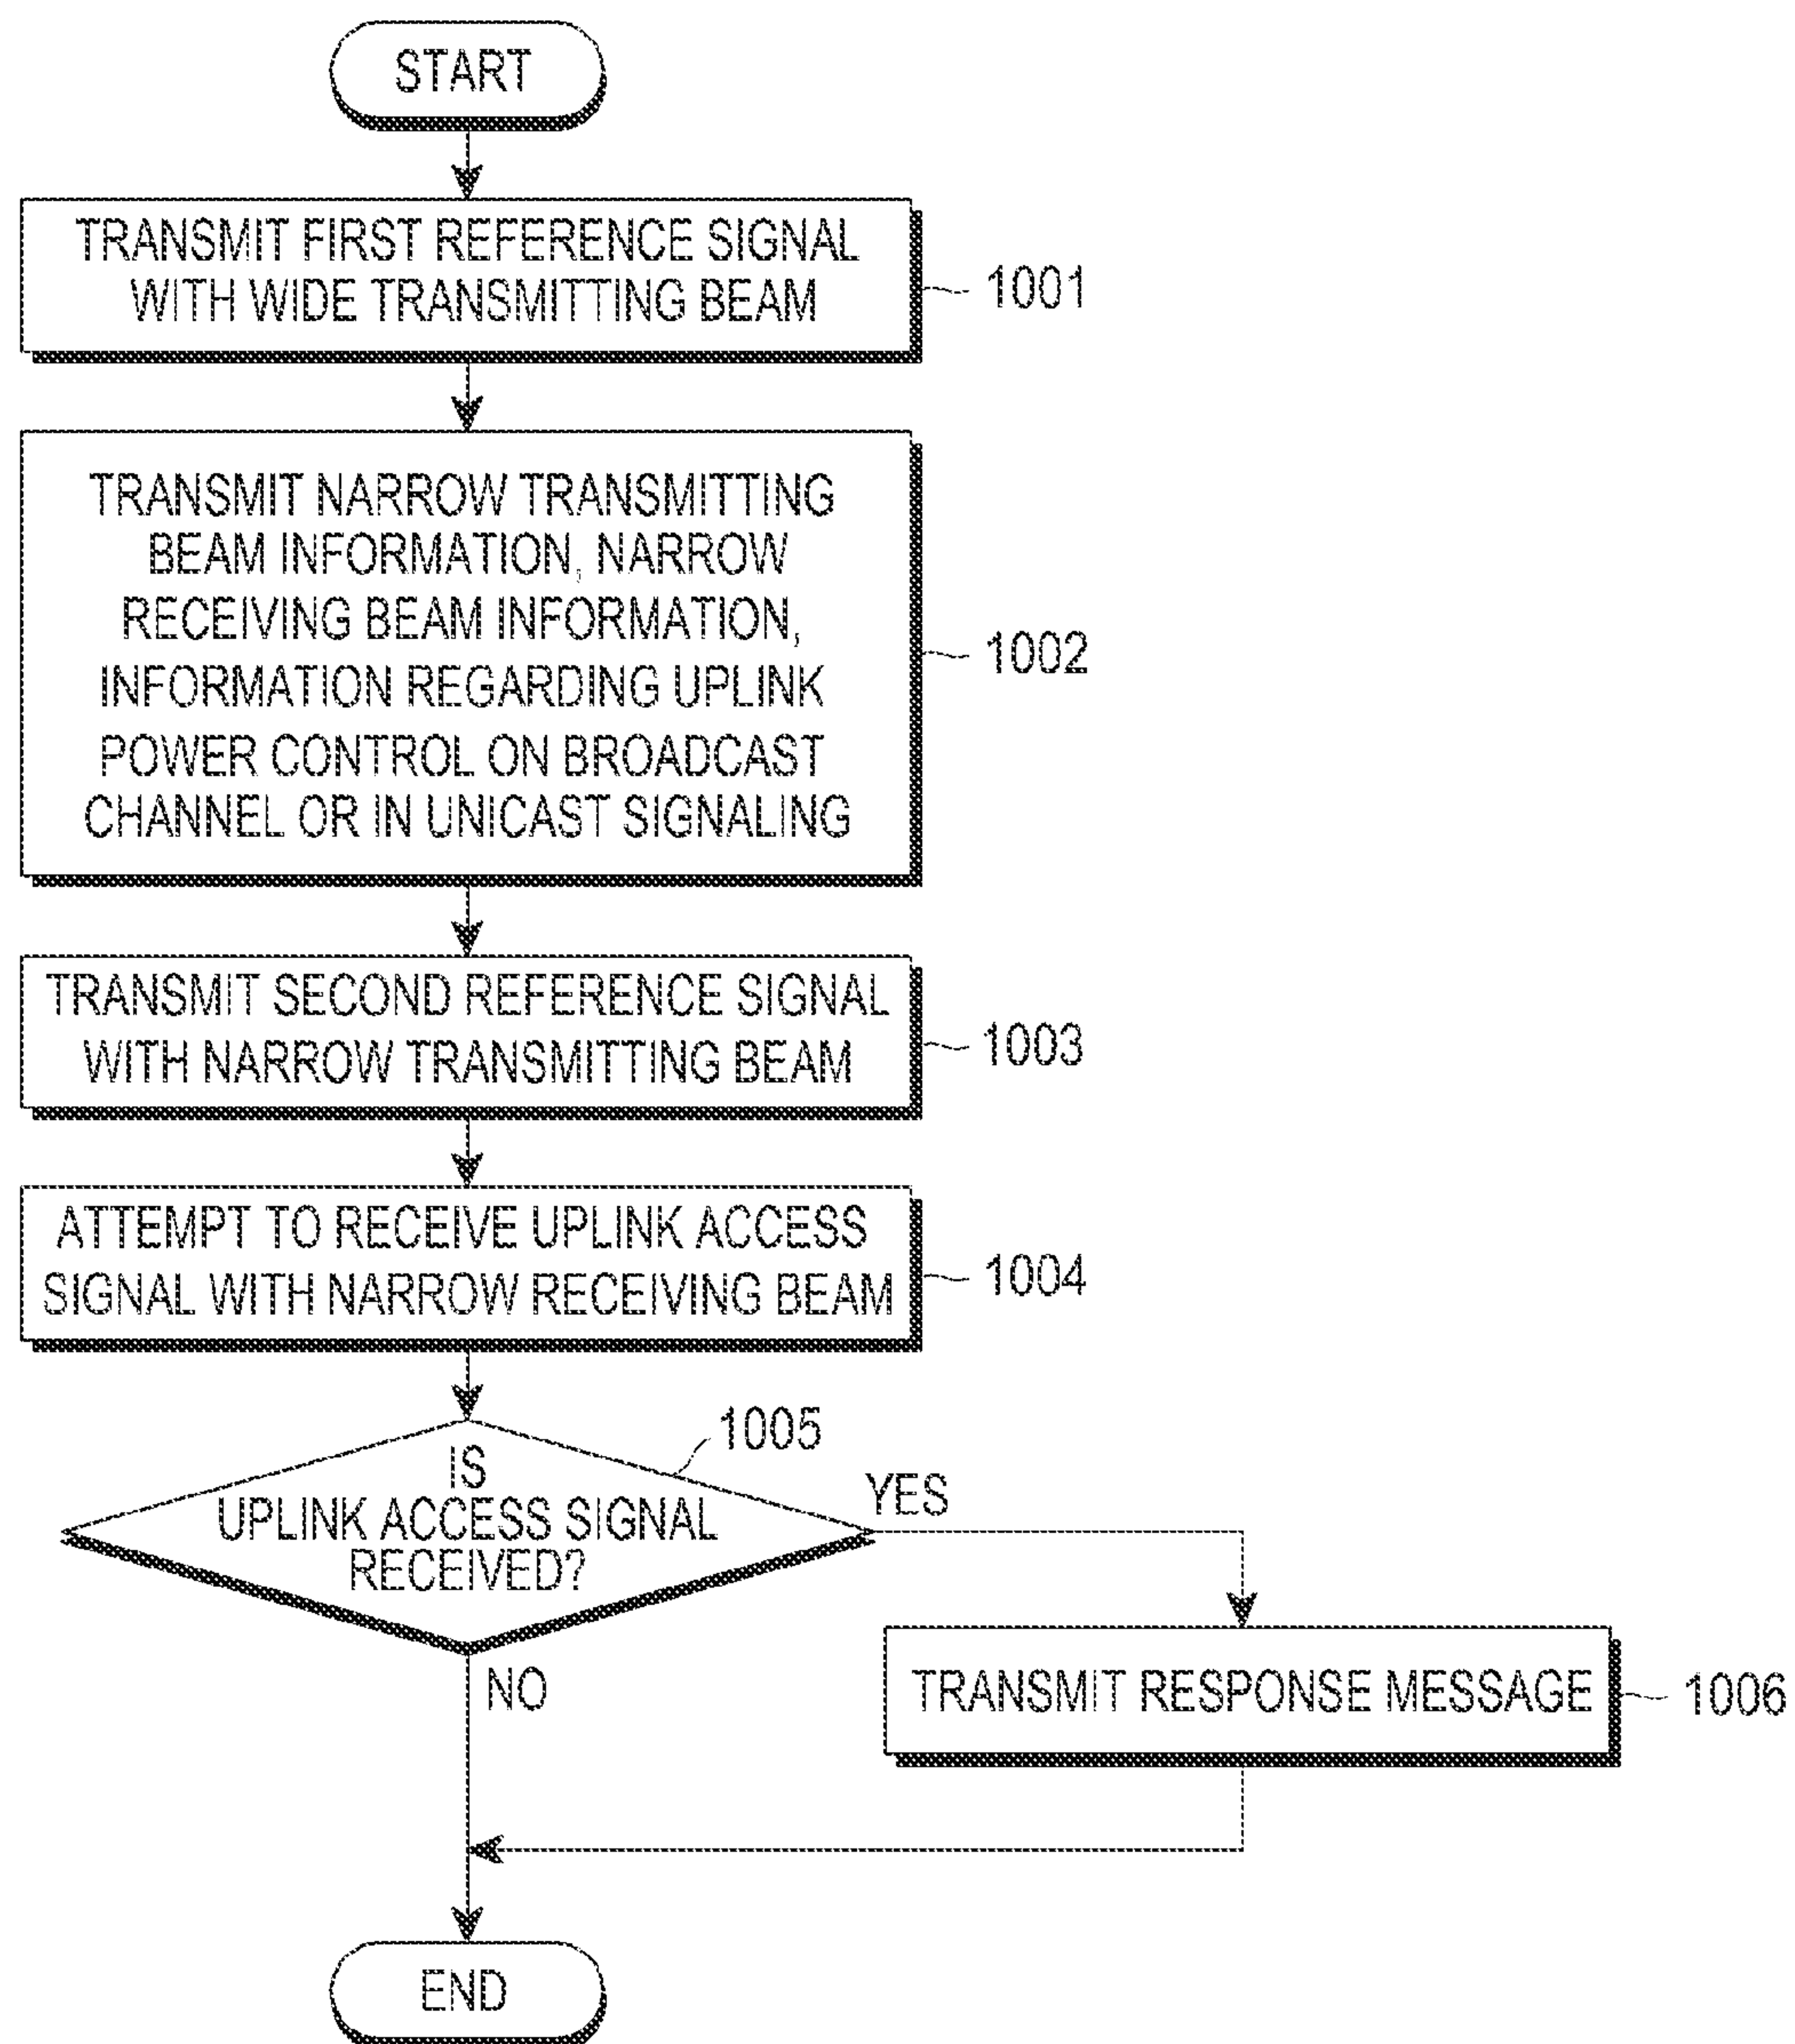 START
TRANSMIT FIRST REFERENCE SIGNAL
WITH WIDE TRANSMITTING BEAM
1001
TRANSMIT NARROW TRANSMITTING
BEAM INFORMATION, NARROW
RECEIVING BEAM INFORMATION,
INFORMATION REGARDING UPLINK
POWER CONTROL ON BROADCAST
CHANNEL OR IN UNICAST SIGNALING
1002
TRANSMIT SECOND REFERENCE SIGNAL
WITH NARROW TRANSMITTING BEAM
1003
ATTEMPT TO RECEIVE UPLINK ACCESS
SIGNAL WITH NARROW RECEIVING BEAM
1004
1005
IS
UPLINK ACCESS SIGNAL
RECEIVED?
YES
NO
TRANSMIT RESPONSE MESSAGE
1006
END